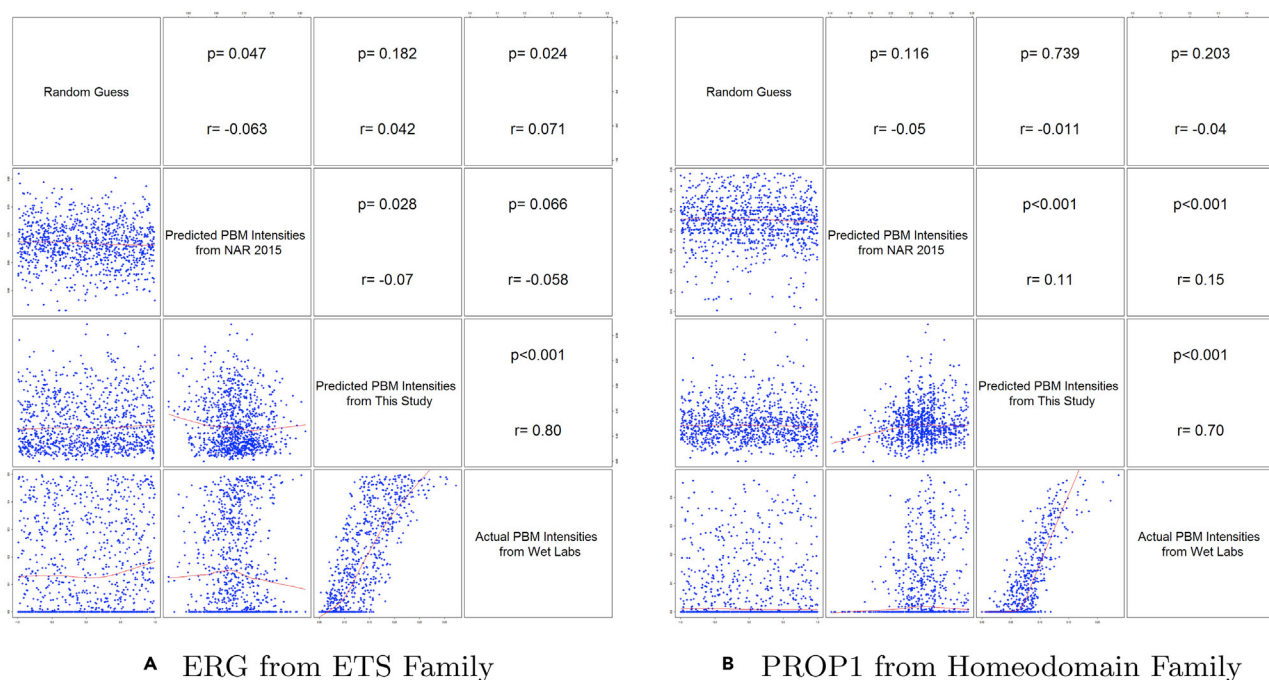 p= 0.047 p= 0.182 p= 0.024
Random Guess
r= -0.063 r= 0.042 r= 0.071
p= 0.028 p= 0.066
Predicted PBM Intensities
from NAR 2015
r= -0.07 r= -0.058
p<0.001
Predicted PBM Intensities
from This Study
r= 0.80
Actual PBM Intensities
from Wet Labs
A ERG from ETS Family
p= 0.116 p= 0.739 p= 0.203
Random Guess
r= -0.05 r= -0.011 r= -0.04
p<0.001 p<0.001
Predicted PBM Intensities
from NAR 2015
r= 0.11 r= 0.15
p<0.001
Predicted PBM Intensities
from This Study
r= 0.70
Actual PBM Intensities
from Wet Labs
B PROP1 from Homeodomain Family